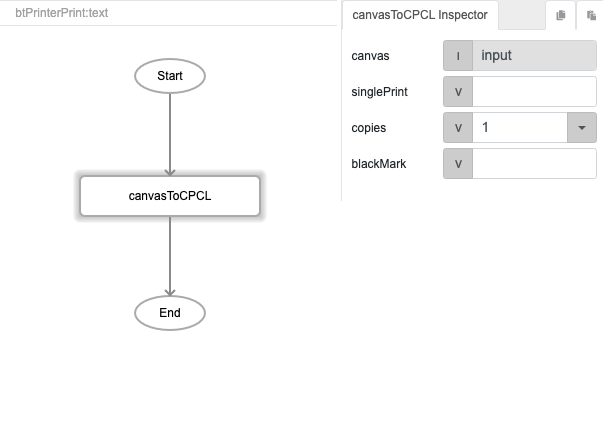 btPrinterPrint:text
Start
canvasToCPCL
End
canvasToCPCL Inspector
canvas I input
singlePrint V
copies V 1
blackMark V